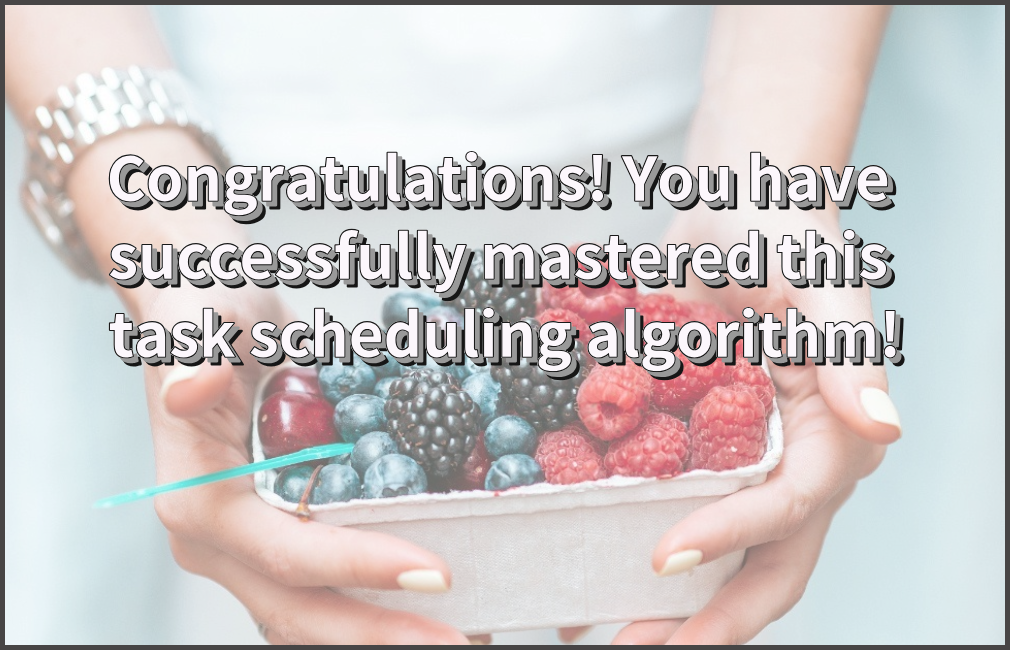 Congratulations! You have
successfully mastered this
task scheduling algorithm!